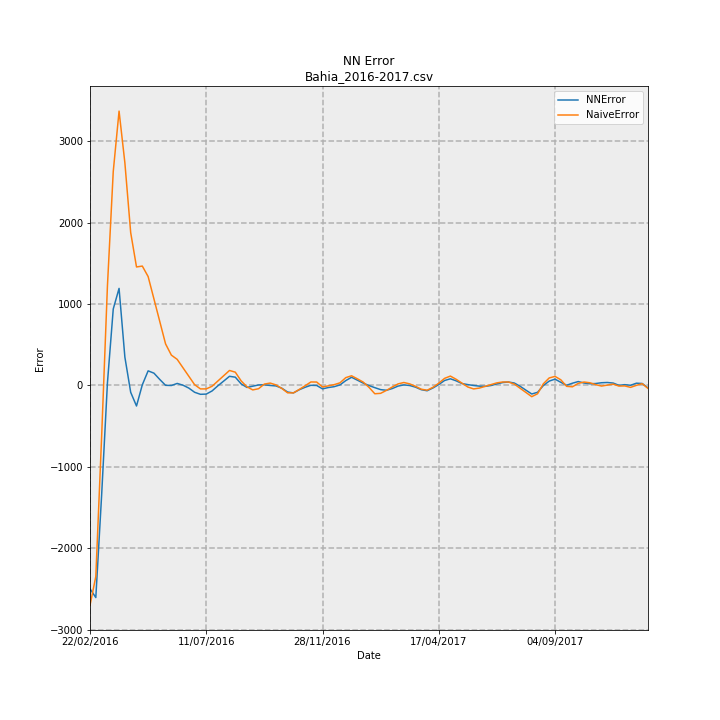 NN Error
Bahia_2016-2017.csv
NNError
NaiveError
3000
2000
1000
0
−1000
−2000
−3000
Error
22/02/2016
11/07/2016
28/11/2016
17/04/2017
04/09/2017
Date